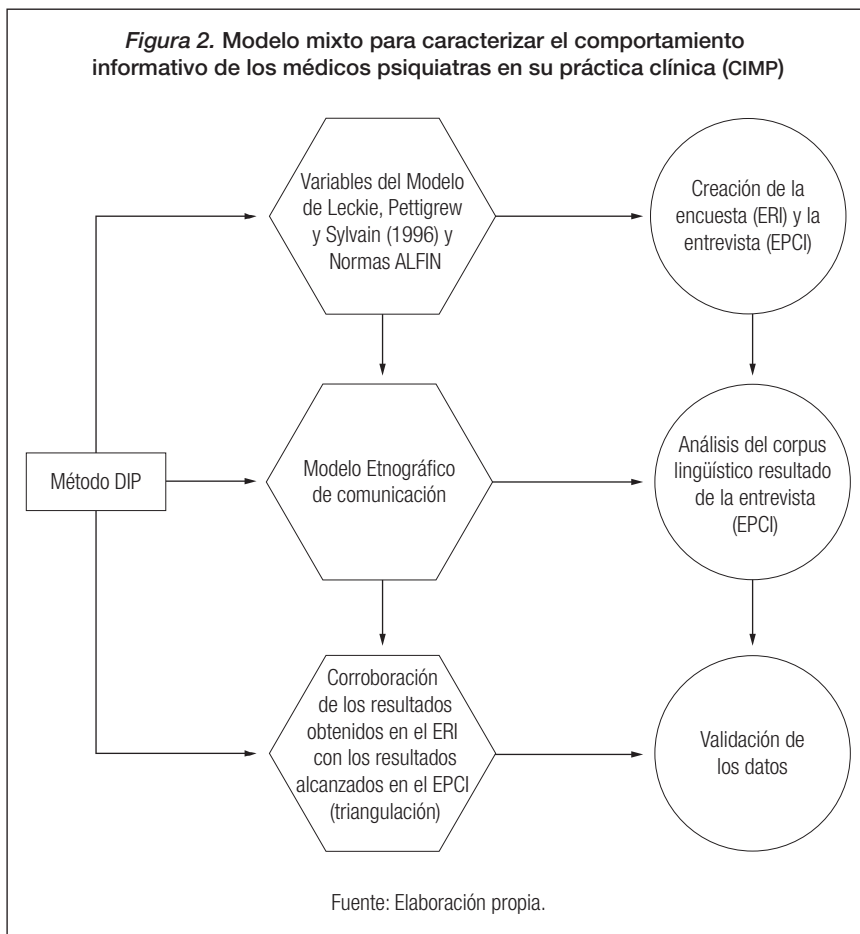 Figura 2. Modelo mixto para caracterizar el comportamiento
informativo de los médicos psiquiatras en su práctica clínica (CIMP)
Variables del Modelo
de Leckie, Pettigrew
y Sylvain (1996) y
Normas ALFIN
Creación de la
encuesta (ERI) y la
entrevista (EPCI)
Método DIP
Modelo Etnográfico
de comunicación
Análisis del corpus
lingüístico resultado
de la entrevista
(EPCI)
Corroboración
de los resultados
obtenidos en el ERI
con los resultados
alcanzados en el EPCI
(triangulación)
Validación de
los datos
Fuente: Elaboración propia.